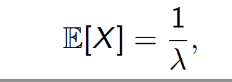 𝔼[X] = 1/λ,